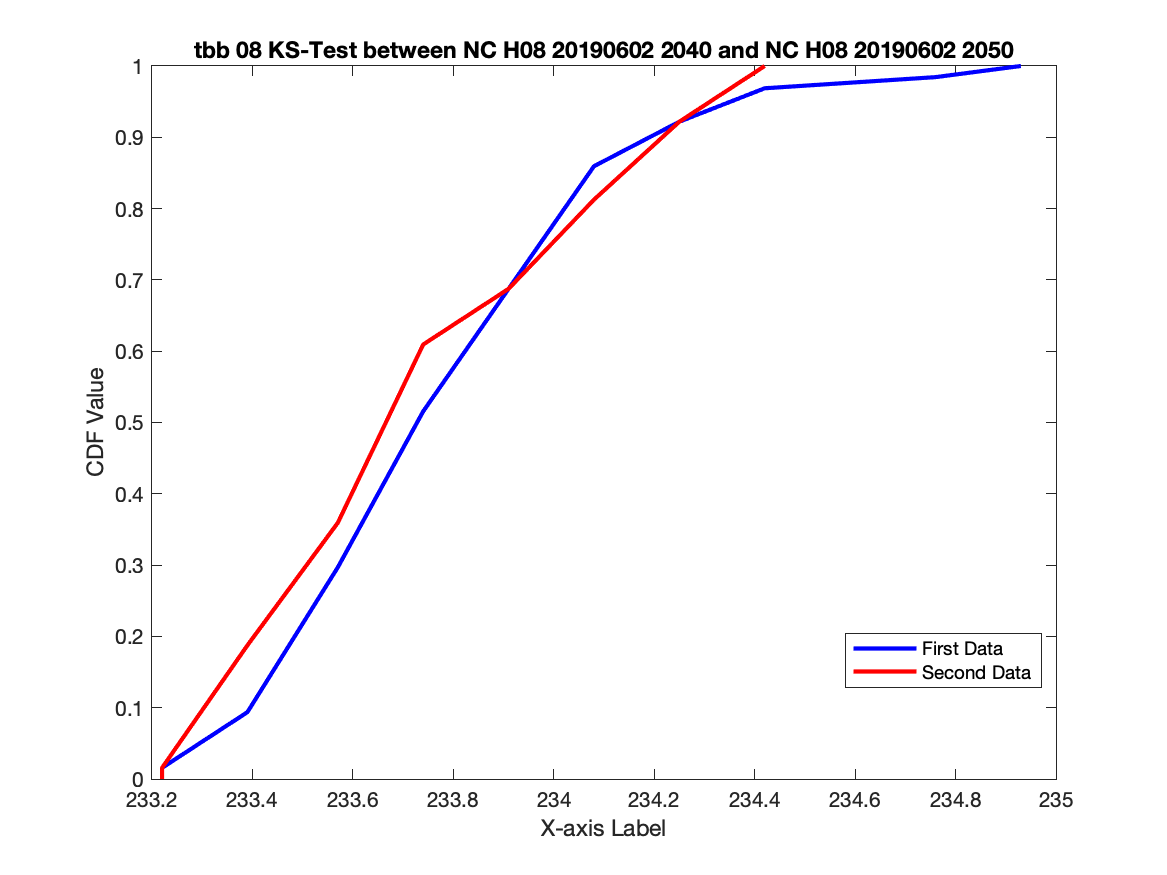 tbb 08 KS-Test between NC H08 20190602 2040 and NC H08 20190602 2050
1
0.9
0.8
0.7
0.6
0.5
0.4
0.3
0.2
0.1
0
CDF Value
First Data
Second Data
233.2 233.4 233.6 233.8 234 234.2 234.4 234.6 234.8 235
X-axis Label